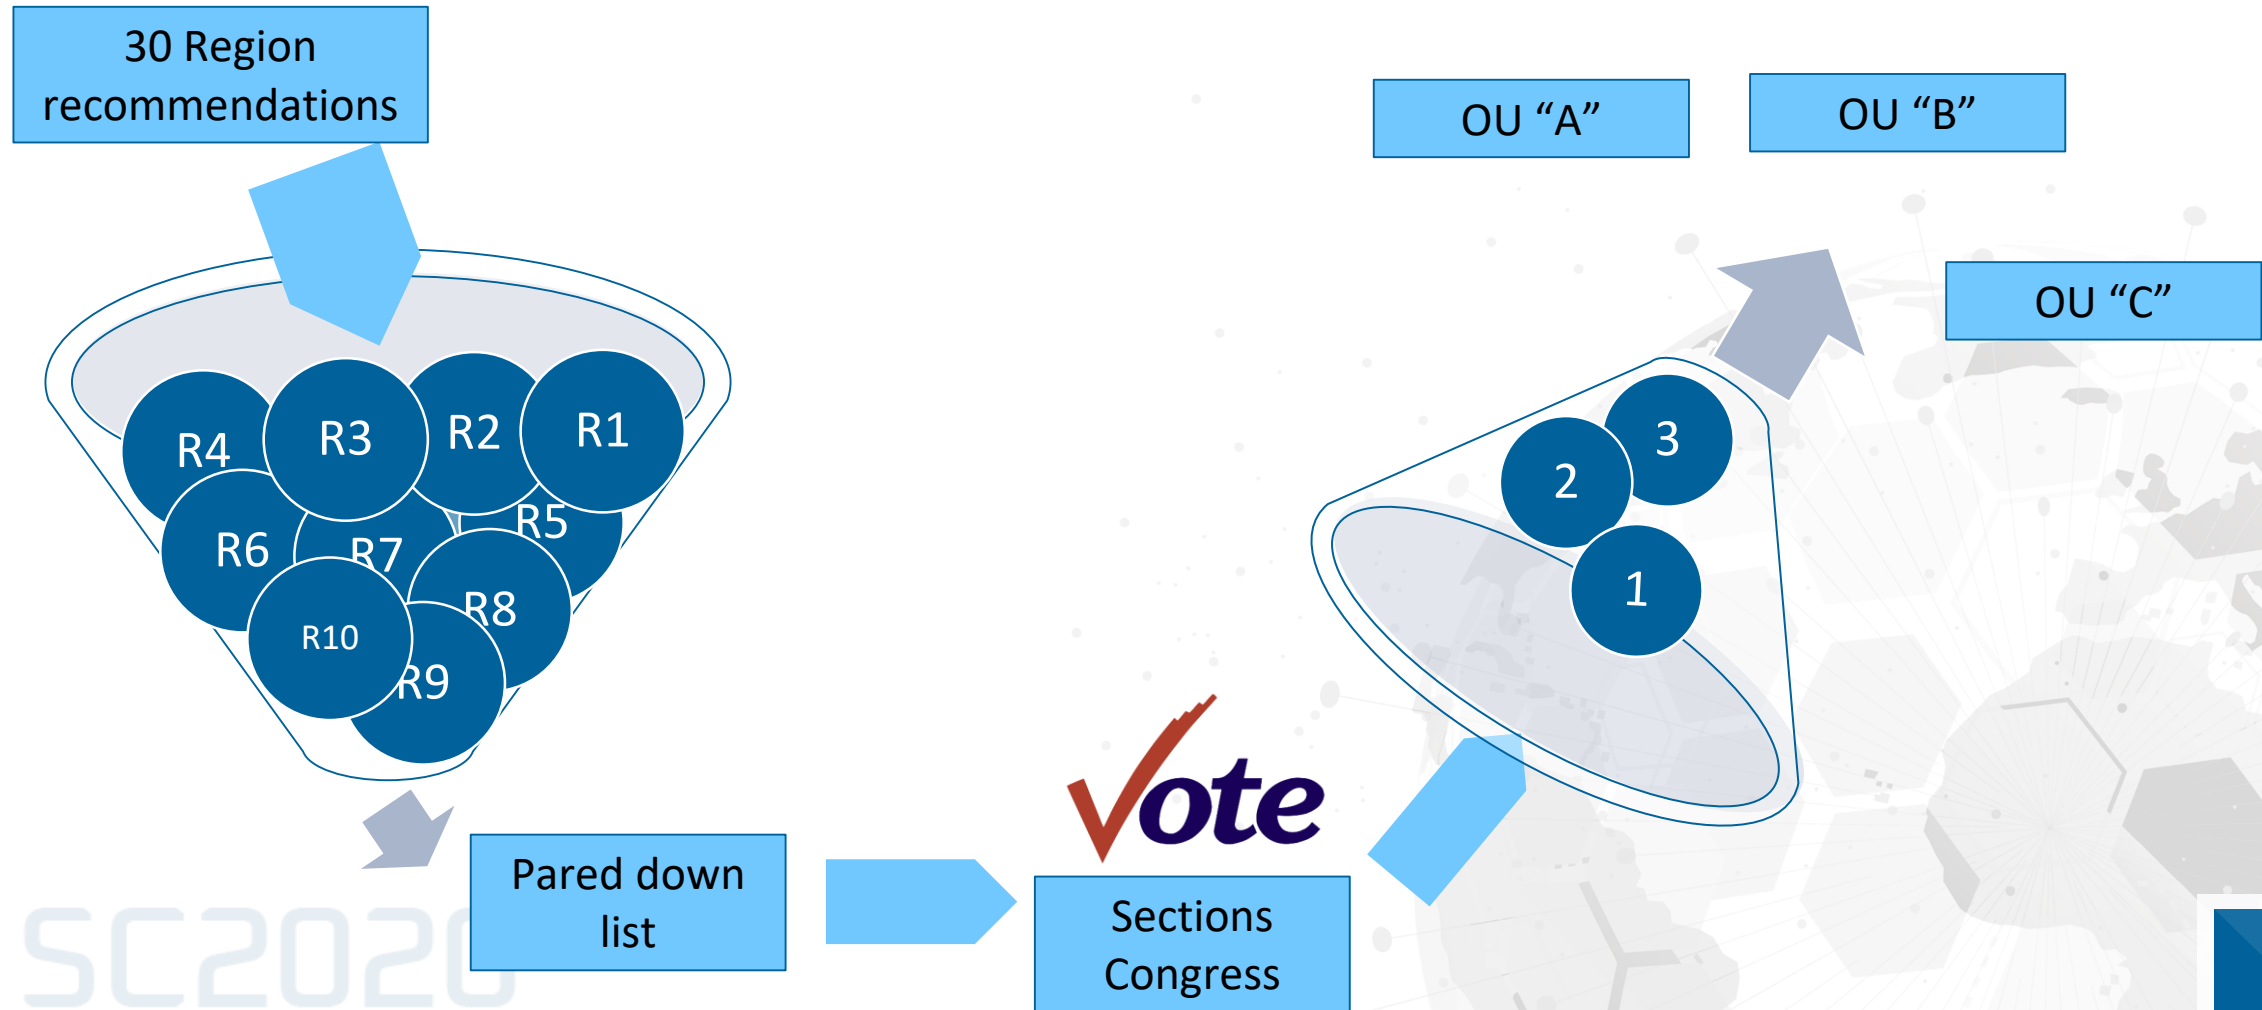 30 Region
recommendations
R4
R3
R2
R1
R6
R7
R5
R10
R8
R9
Pared down
list
Vote
Sections
Congress
OU “A”
OU “B”
OU “C”
3
2
1
SC2020